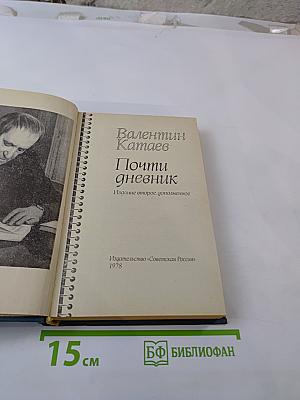 Валентин
Катаев
Почти
дневник
Издание второе, дополненное
Издательство «Советская Россия»
1978
15 см
БФ БИБЛИОФАН